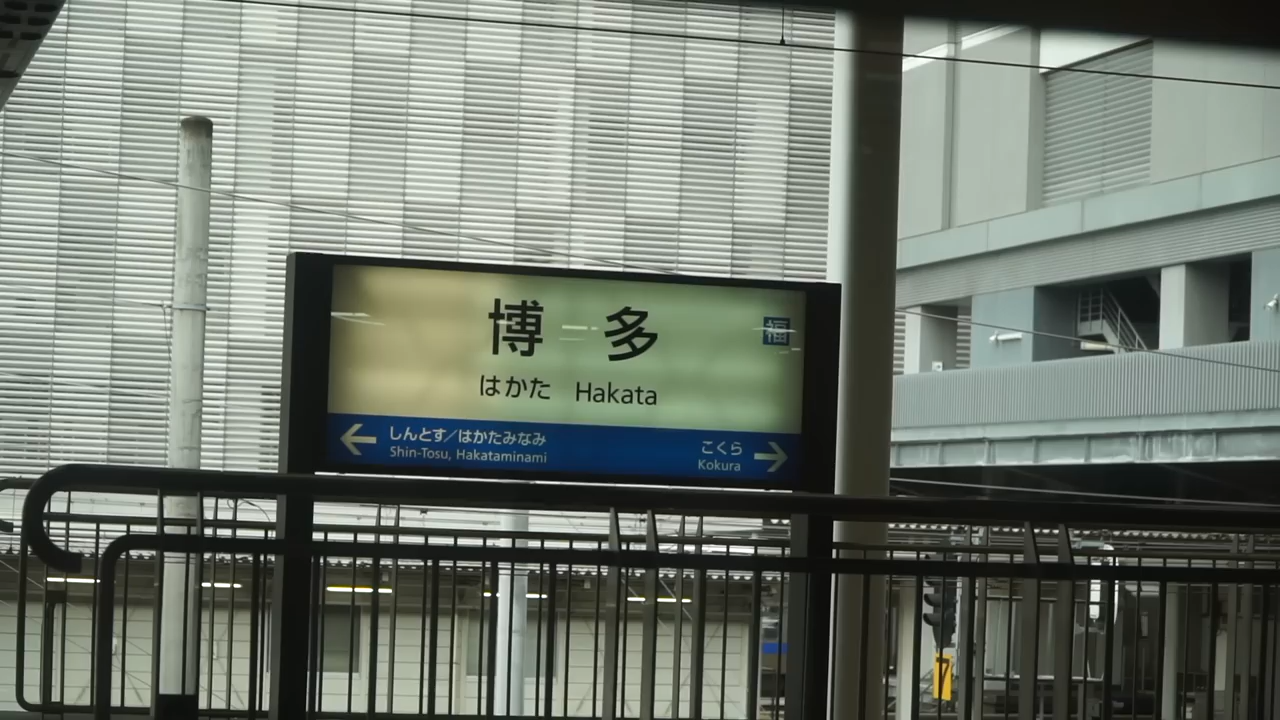 博多
福
はかた Hakata
しんとす／はかたみなみ
Shin-Tosu, Hakataminami
こくら
Kokura
7